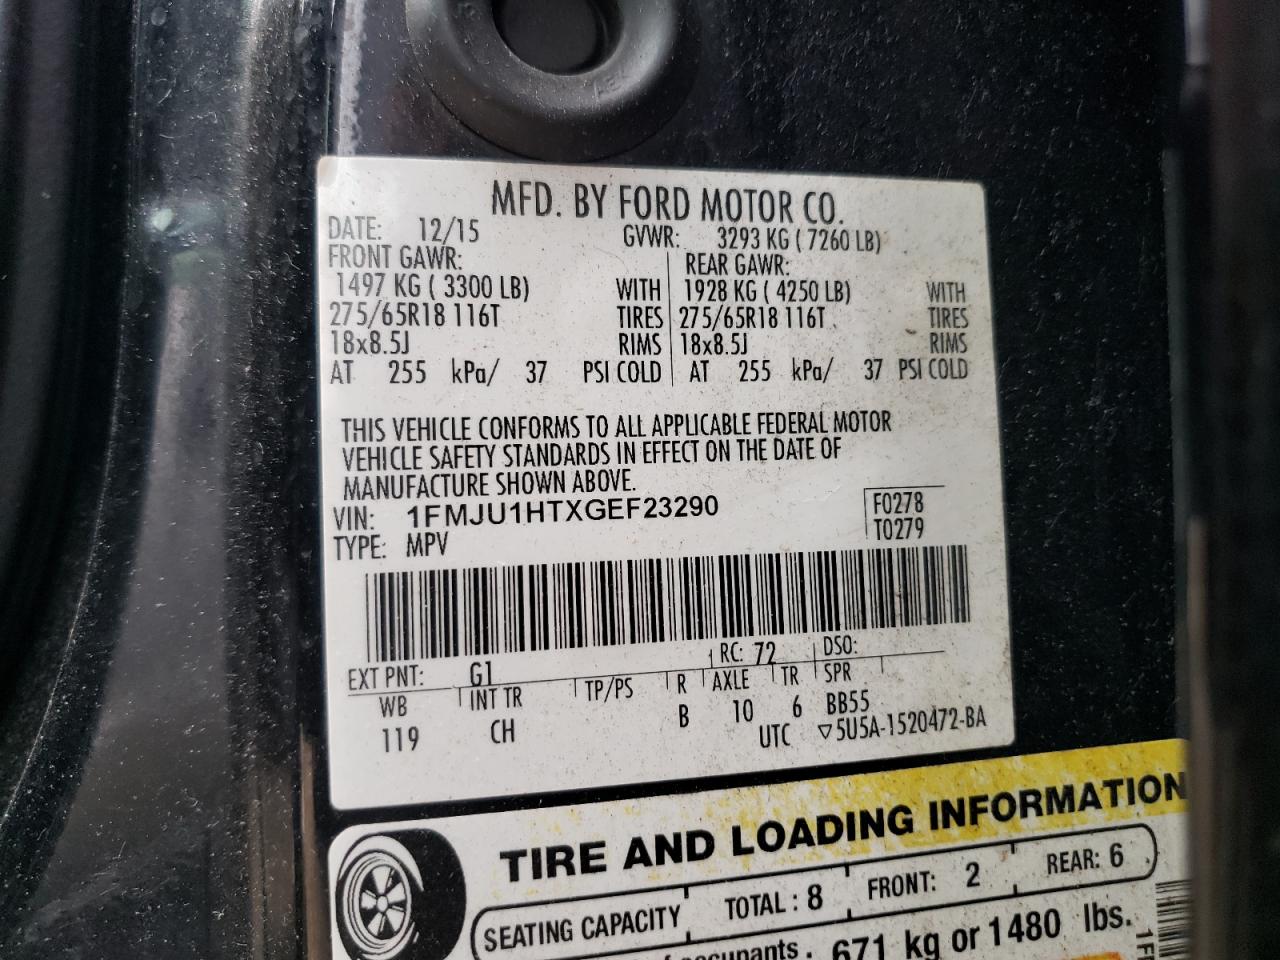 MFD. BY FORD MOTOR CO.
DATE: 12/15 GVWR: 3293 KG ( 7260 LB)
FRONT GAWR: REAR GAWR:
1497 KG ( 3300 LB) WITH 1928 KG ( 4250 LB) WITH
275/65R18 116T TIRES 275/65R18 116T TIRES
18x8.5J RIMS 18x8.5J RIMS
AT 255 kPa/ 37 PSI COLD AT 255 kPa/ 37 PSI COLD
THIS VEHICLE CONFORMS TO ALL APPLICABLE FEDERAL MOTOR
VEHICLE SAFETY STANDARDS IN EFFECT ON THE DATE OF
MANUFACTURE SHOWN ABOVE.
VIN: 1FMJU1HTXGEF23290 F0278
TYPE: MPV T0279
EXT PNT: G1 RC: 72 DSO:
WB INT TR TP/PS R AXLE TR SPR
119 CH B 10 6 BB55
UTC ▽5U5A-1520472-BA
TIRE AND LOADING INFORMATION
SEATING CAPACITY TOTAL : 8 FRONT: 2 REAR: 6
671 kg or 1480 lbs.